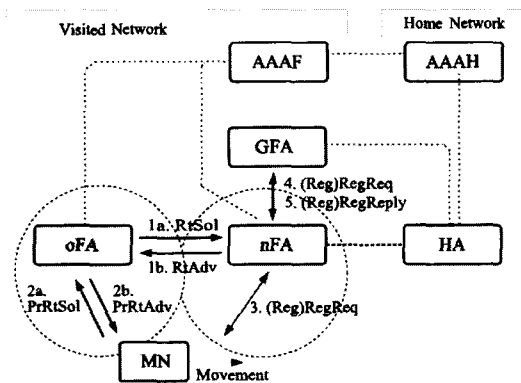 Visited Network
Home Network
AAAF
AAAH
GFA
4. (Reg)RegReq
5. (Reg)RegReply
1a. RtSol
oFA
nFA
HA
1b. RtAdv
2a.
PrRtSol
2b.
PrRtAdv
3. (Reg)RegReq
MN
Movement